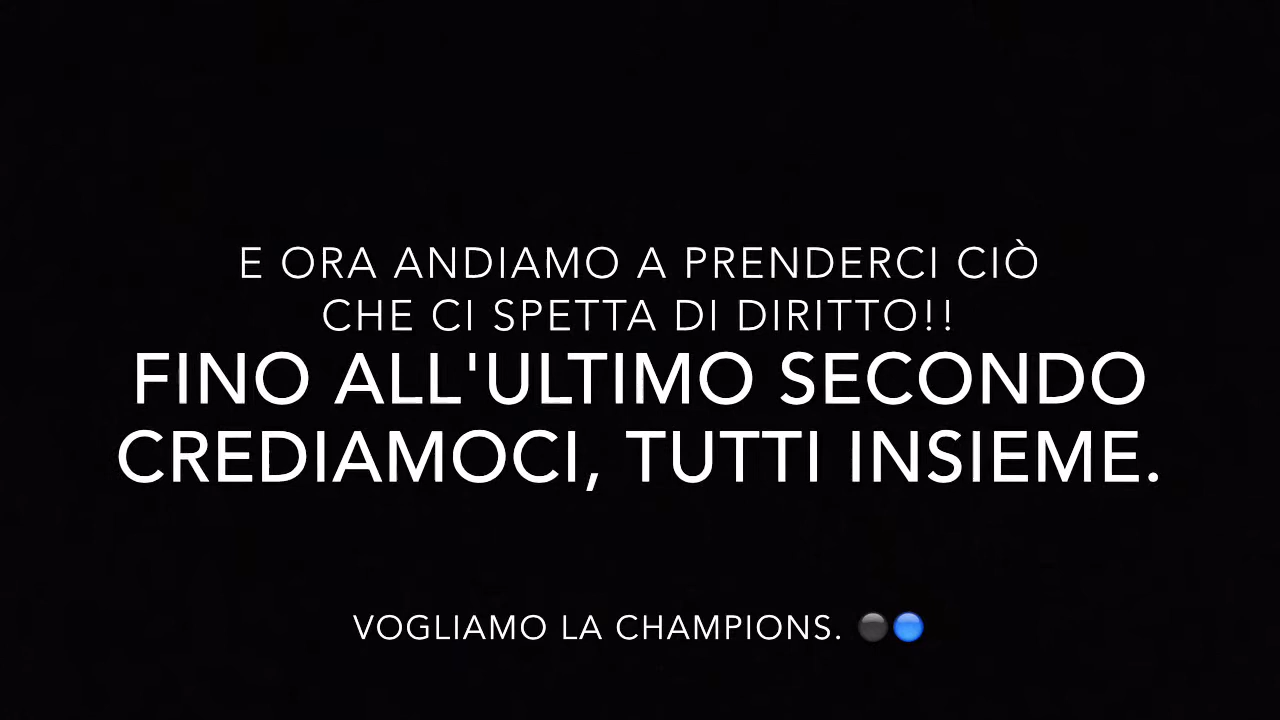 E ORA ANDIAMO A PRENDERCI CIÒ
CHE CI SPETTA DI DIRITTO!!
FINO ALL'ULTIMO SECONDO
CREDIAMOCI, TUTTI INSIEME.
VOGLIAMO LA CHAMPIONS. ⚫🔵